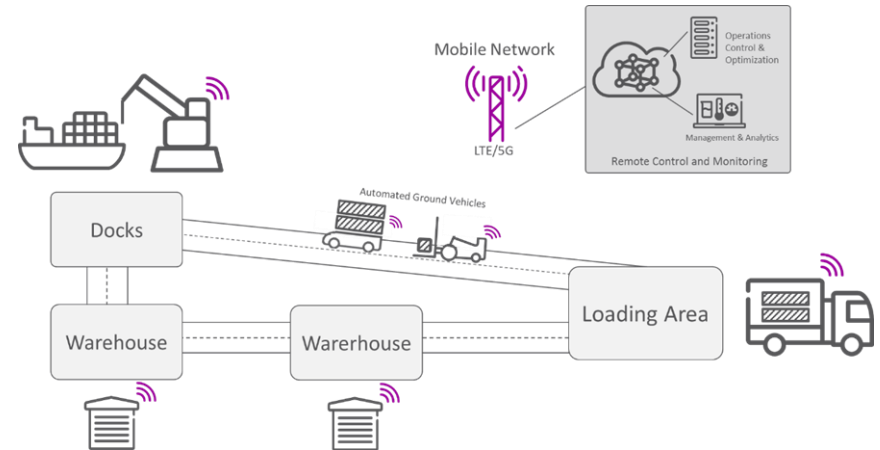 Mobile Network
LTE/5G
Operations
Control &
Optimization
Management & Analytics
Remote Control and Monitoring
Automated Ground Vehicles
Docks
Loading Area
Warehouse
Warerhouse